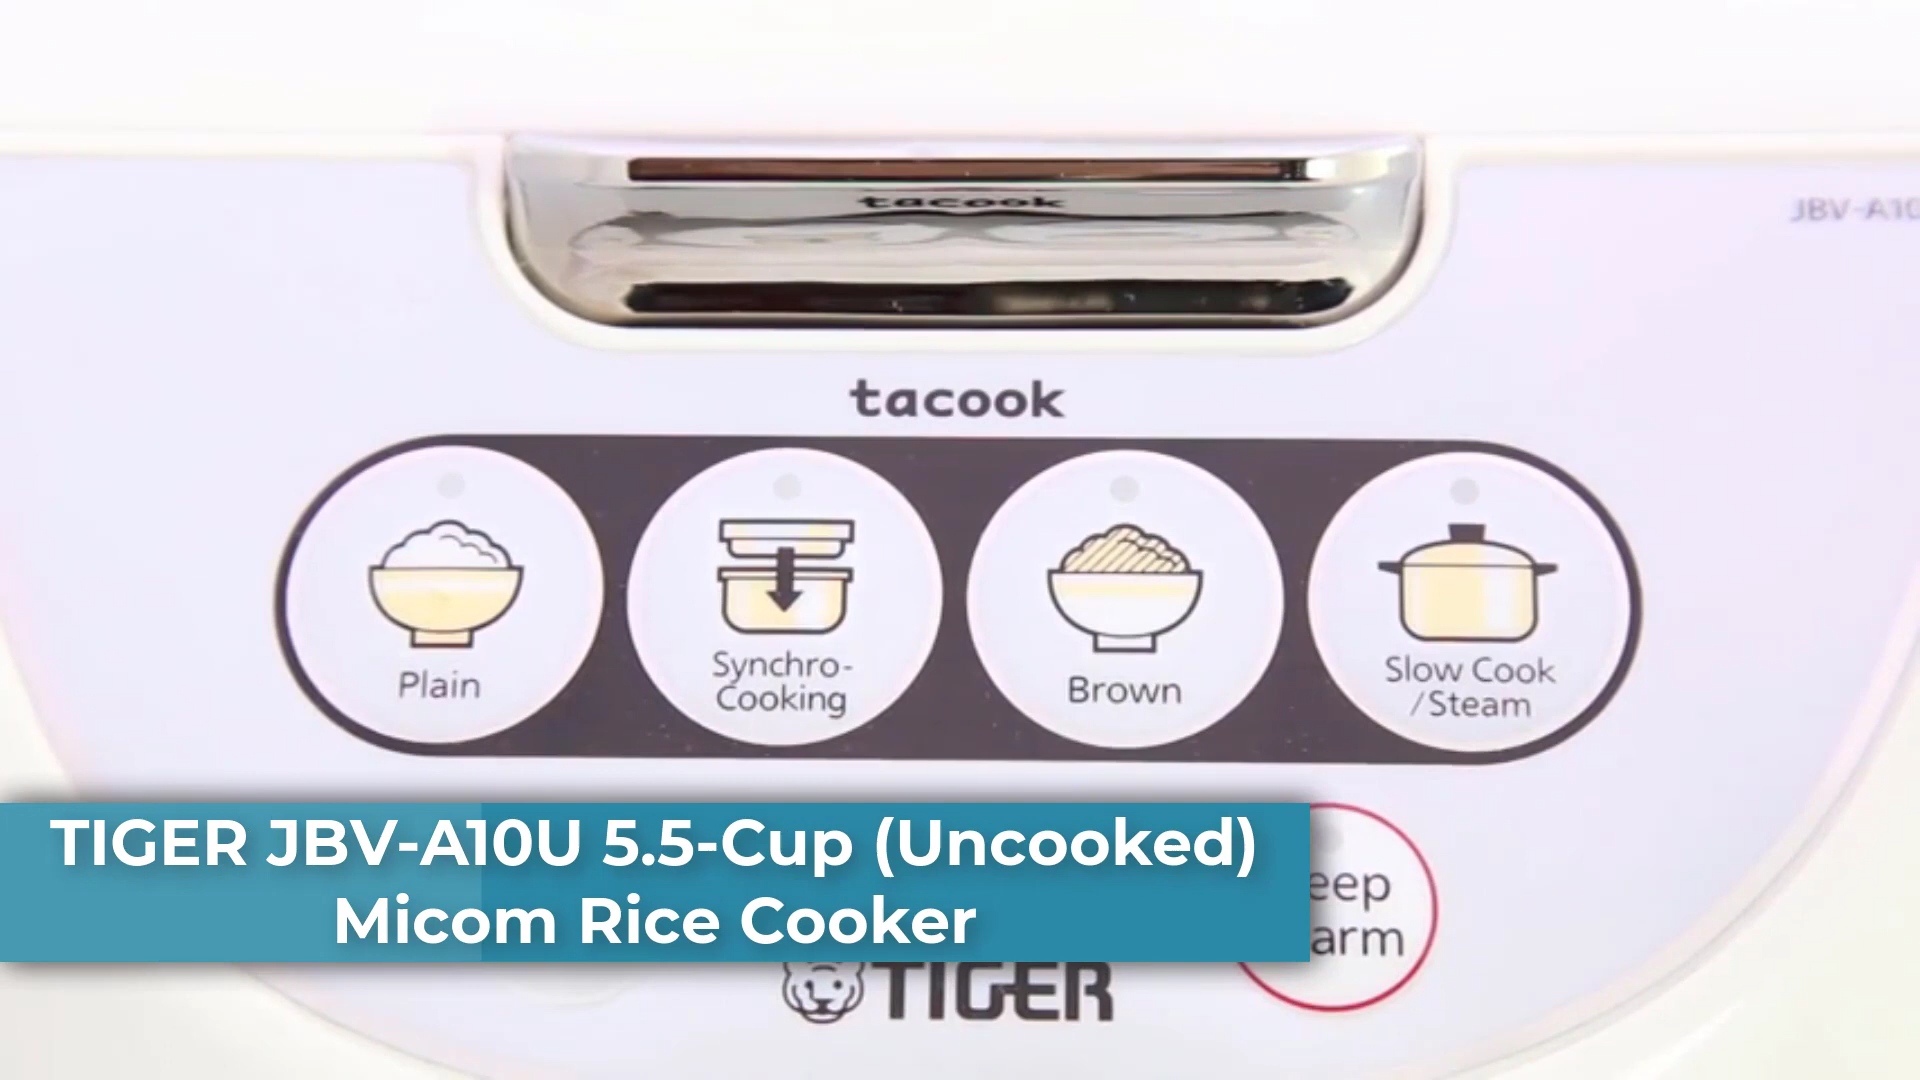 tacook
JBV-A10
tacook
Plain
Synchro-
Cooking
Brown
Slow Cook
/Steam
TIGER JBV-A10U 5.5-Cup (Uncooked)
Micom Rice Cooker
eep
arm
TIGER